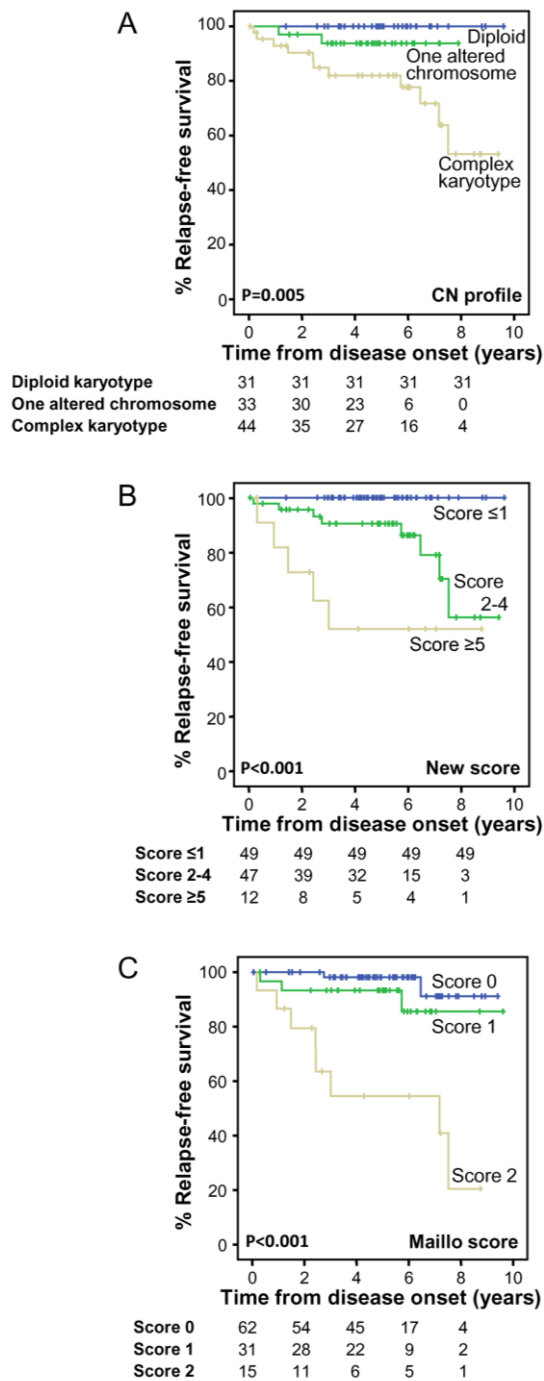 A
100
80
60
40
20
0
% Relapse-free survival
Diploid
One altered
chromosome
Complex
karyotype
P=0.005
CN profile
0 2 4 6 8 10
Time from disease onset (years)
Diploid karyotype 31 31 31 31 31
One altered chromosome 33 30 23 6 0
Complex karyotype 44 35 27 16 4
B
100
80
60
40
20
0
% Relapse-free survival
Score ≤1
Score
2-4
Score ≥5
P<0.001
New score
0 2 4 6 8 10
Time from disease onset (years)
Score ≤1 49 49 49 49 49
Score 2-4 47 39 32 15 3
Score ≥5 12 8 5 4 1
C
100
80
60
40
20
0
% Relapse-free survival
Score 0
Score 1
Score 2
P<0.001
Maillo score
0 2 4 6 8 10
Time from disease onset (years)
Score 0 62 54 45 17 4
Score 1 31 28 22 9 2
Score 2 15 11 6 5 1